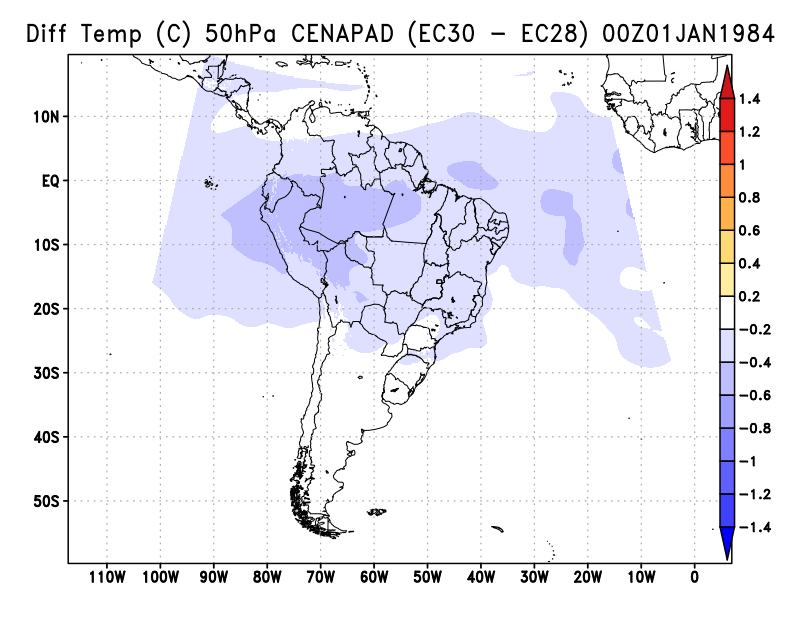 Diff Temp (C) 50hPa CENAPAD (EC30 − EC28) 00Z01JAN1984
10N
EQ
10S
20S
30S
40S
50S
110W 100W 90W 80W 70W 60W 50W 40W 30W 20W 10W 0
1.4
1.2
1
0.8
0.6
0.4
0.2
−0.2
−0.4
−0.6
−0.8
−1
−1.2
−1.4